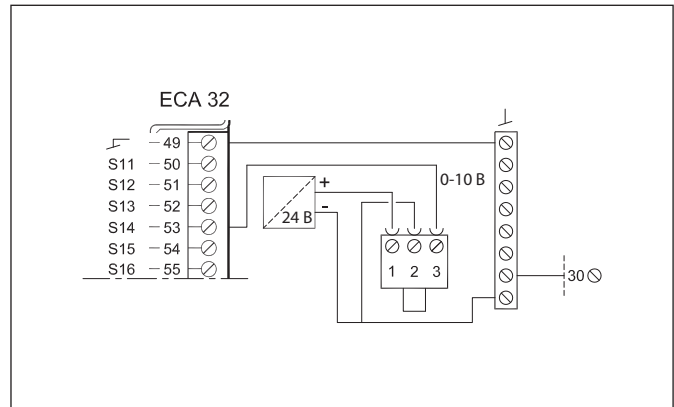 ECA 32
49
S11 50
S12 51
S13 52
S14 53
S15 54
S16 55
+
-
24 В
0-10 В
1 2 3
30